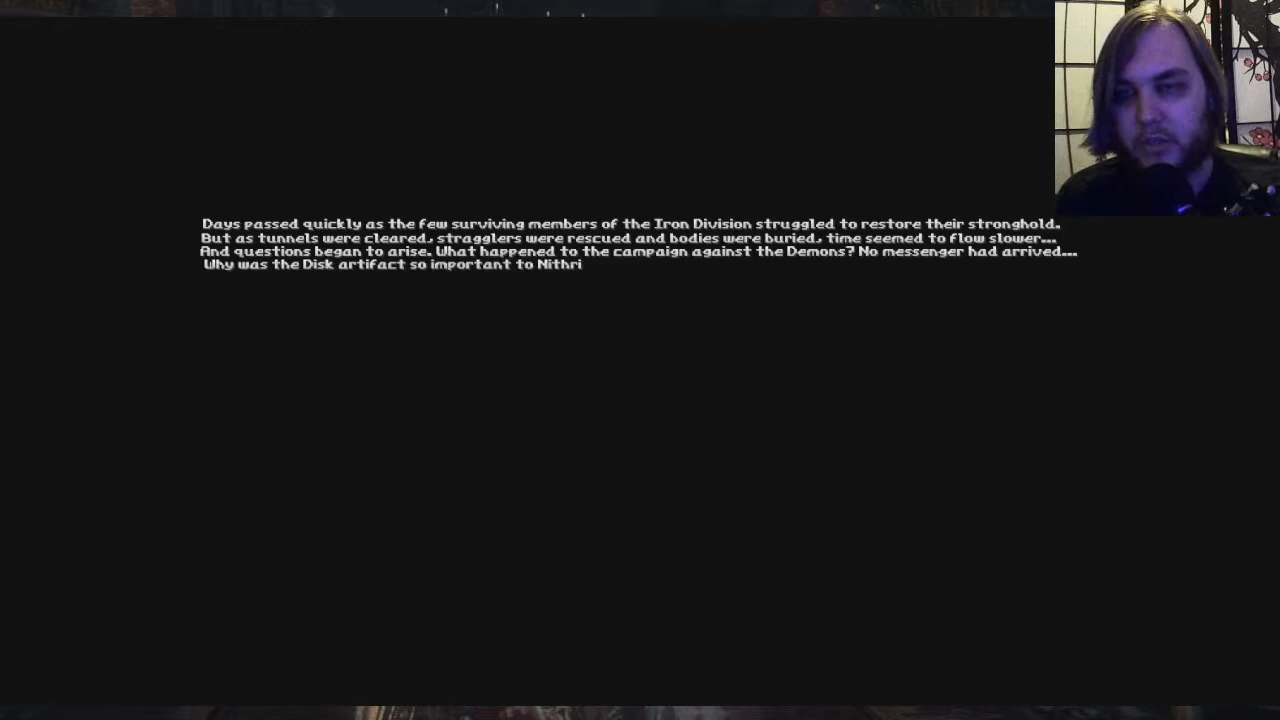 Days passed quickly as the few surviving members of the Iron Division struggled to restore their stronghold.
But as tunnels were cleared, stragglers were rescued and bodies were buried, time seemed to flow slower...
And questions began to arise. What happened to the campaign against the Demons? No messenger had arrived...
Why was the Disk artifact so important to Nithri